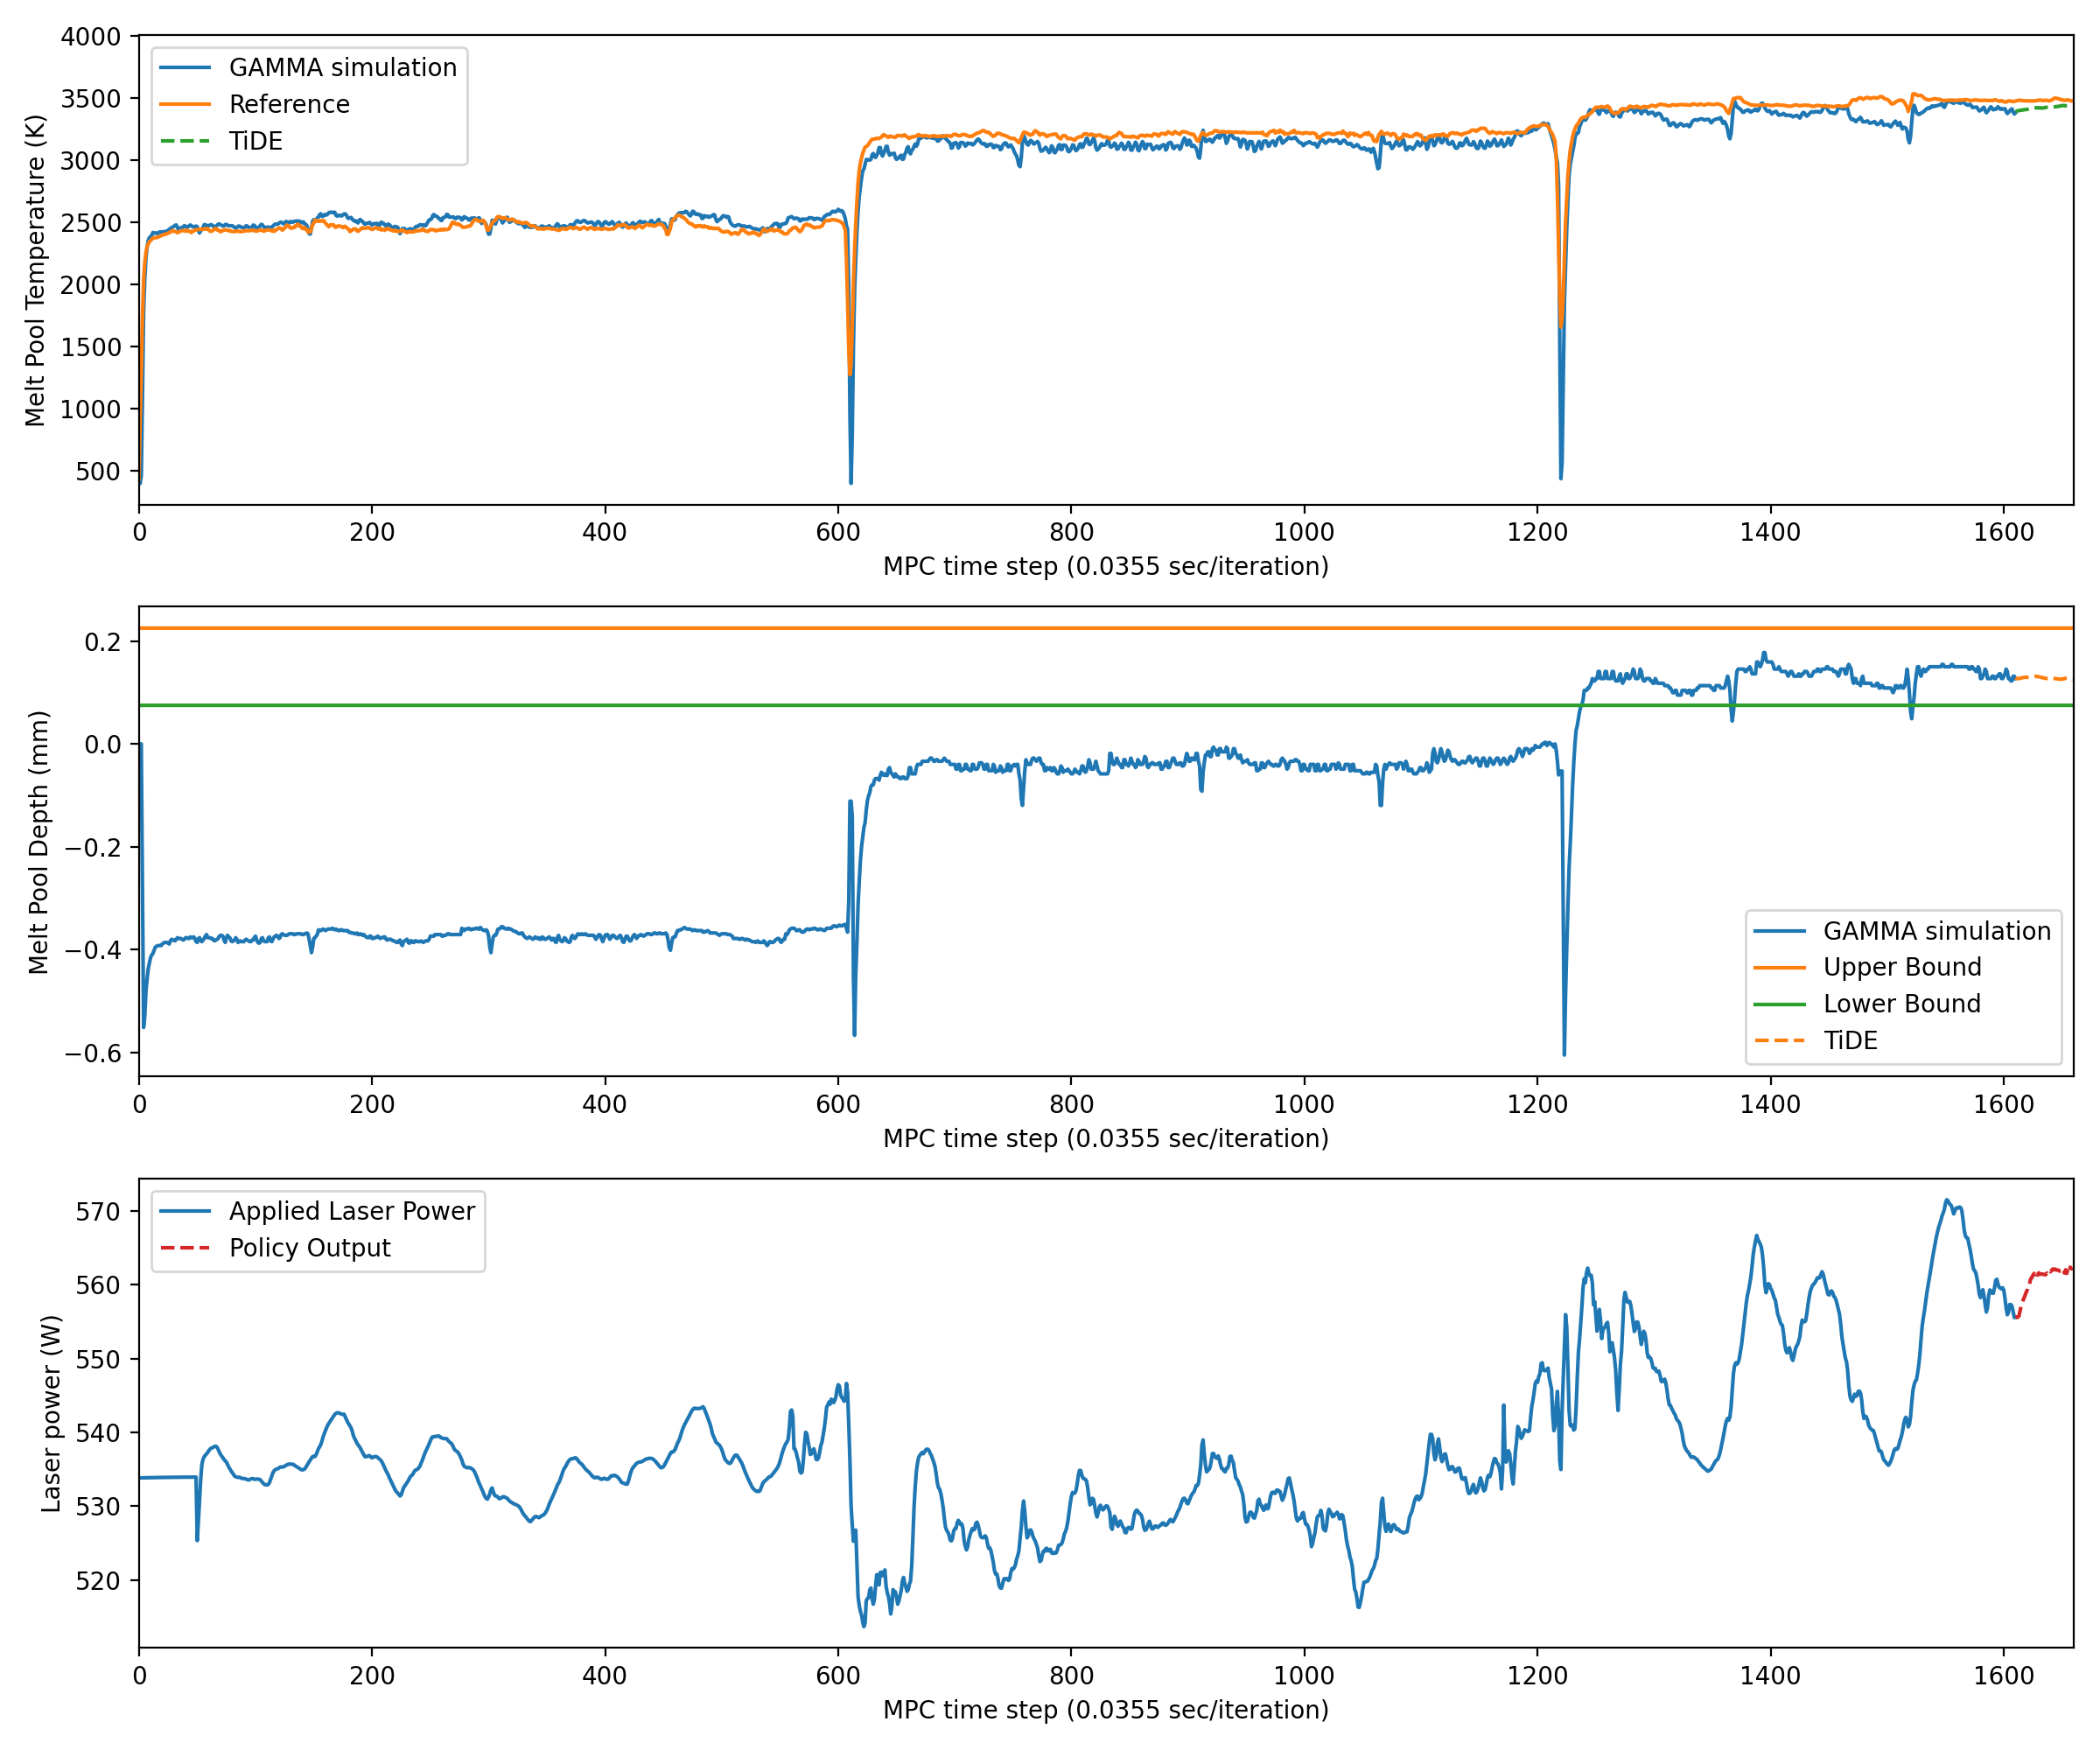 4000
3500
3000
2500
2000
1500
1000
500
Melt Pool Temperature (K)
GAMMA simulation
Reference
TiDE
0 200 400 600 800 1000 1200 1400 1600
MPC time step (0.0355 sec/iteration)
0.2
0.0
−0.2
−0.4
−0.6
Melt Pool Depth (mm)
GAMMA simulation
Upper Bound
Lower Bound
TiDE
0 200 400 600 800 1000 1200 1400 1600
MPC time step (0.0355 sec/iteration)
570
560
550
540
530
520
Laser power (W)
Applied Laser Power
Policy Output
0 200 400 600 800 1000 1200 1400 1600
MPC time step (0.0355 sec/iteration)